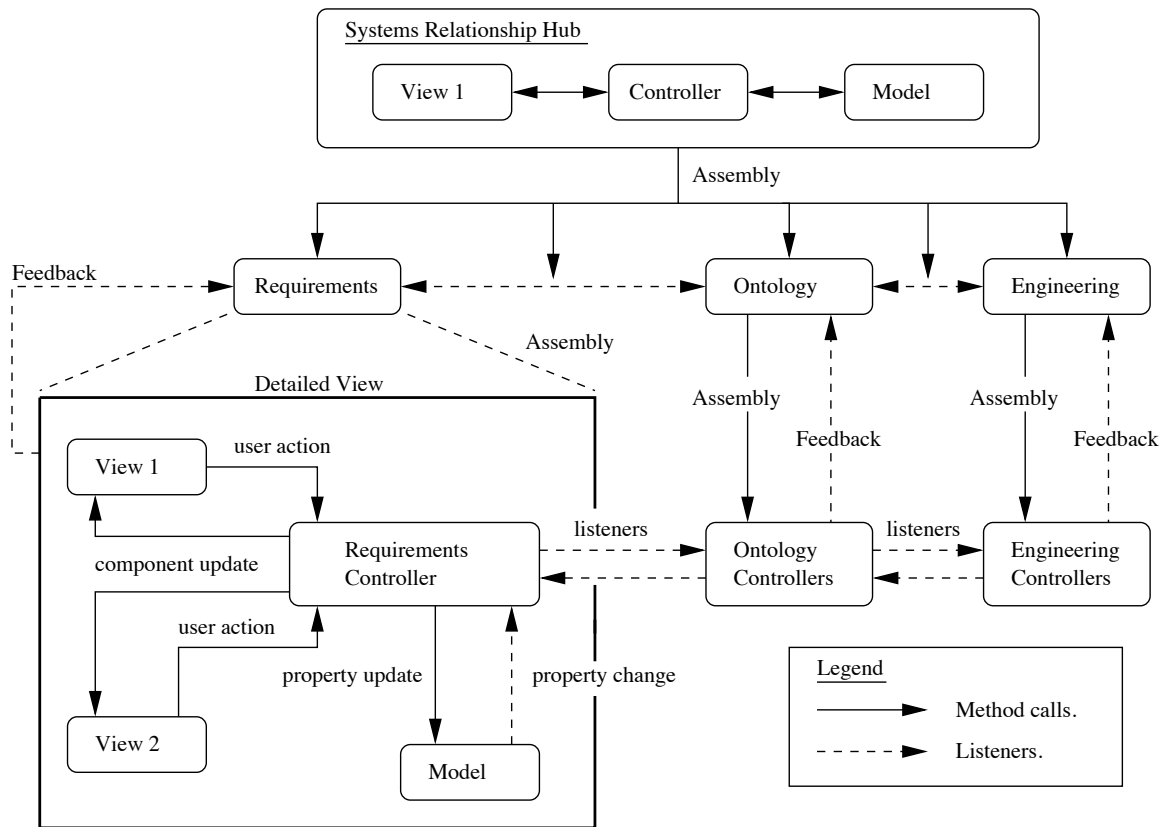 Systems Relationship Hub
View 1
Controller
Model
Assembly
Feedback
Requirements
Ontology
Engineering
Assembly
Detailed View
Assembly
Assembly
Feedback
Feedback
user action
View 1
listeners
listeners
Requirements
Controller
Ontology
Controllers
Engineering
Controllers
component update
user action
property update
property change
View 2
Model
Legend
Method calls.
Listeners.